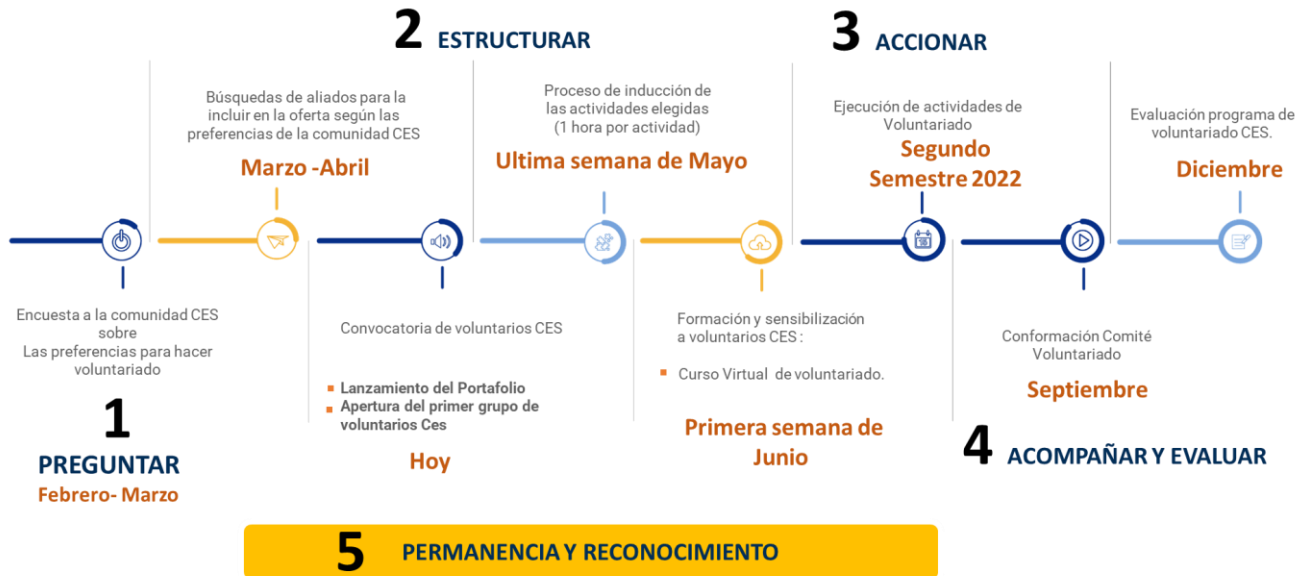 2 ESTRUCTURAR
3 ACCIONAR
Búsquedas de aliados para la
incluir en la oferta según las
preferencias de la comunidad CES
Marzo -Abril
Proceso de inducción de
las actividades elegidas
(1 hora por actividad)
Ultima semana de Mayo
Ejecución de actividades de
Voluntariado
Segundo
Semestre 2022
Evaluación programa de
voluntariado CES.
Diciembre
Encuesta a la comunidad CES
sobre
Las preferencias para hacer
voluntariado
1
PREGUNTAR
Febrero- Marzo
Convocatoria de voluntarios CES
Lanzamiento del Portafolio
Apertura del primer grupo de
voluntarios Ces
Hoy
Formación y sensibilización
a voluntarios CES :
Curso Virtual de voluntariado.
Primera semana de
Junio
Conformación Comité
Voluntariado
Septiembre
4 ACOMPAÑAR Y EVALUAR
5 PERMANENCIA Y RECONOCIMIENTO